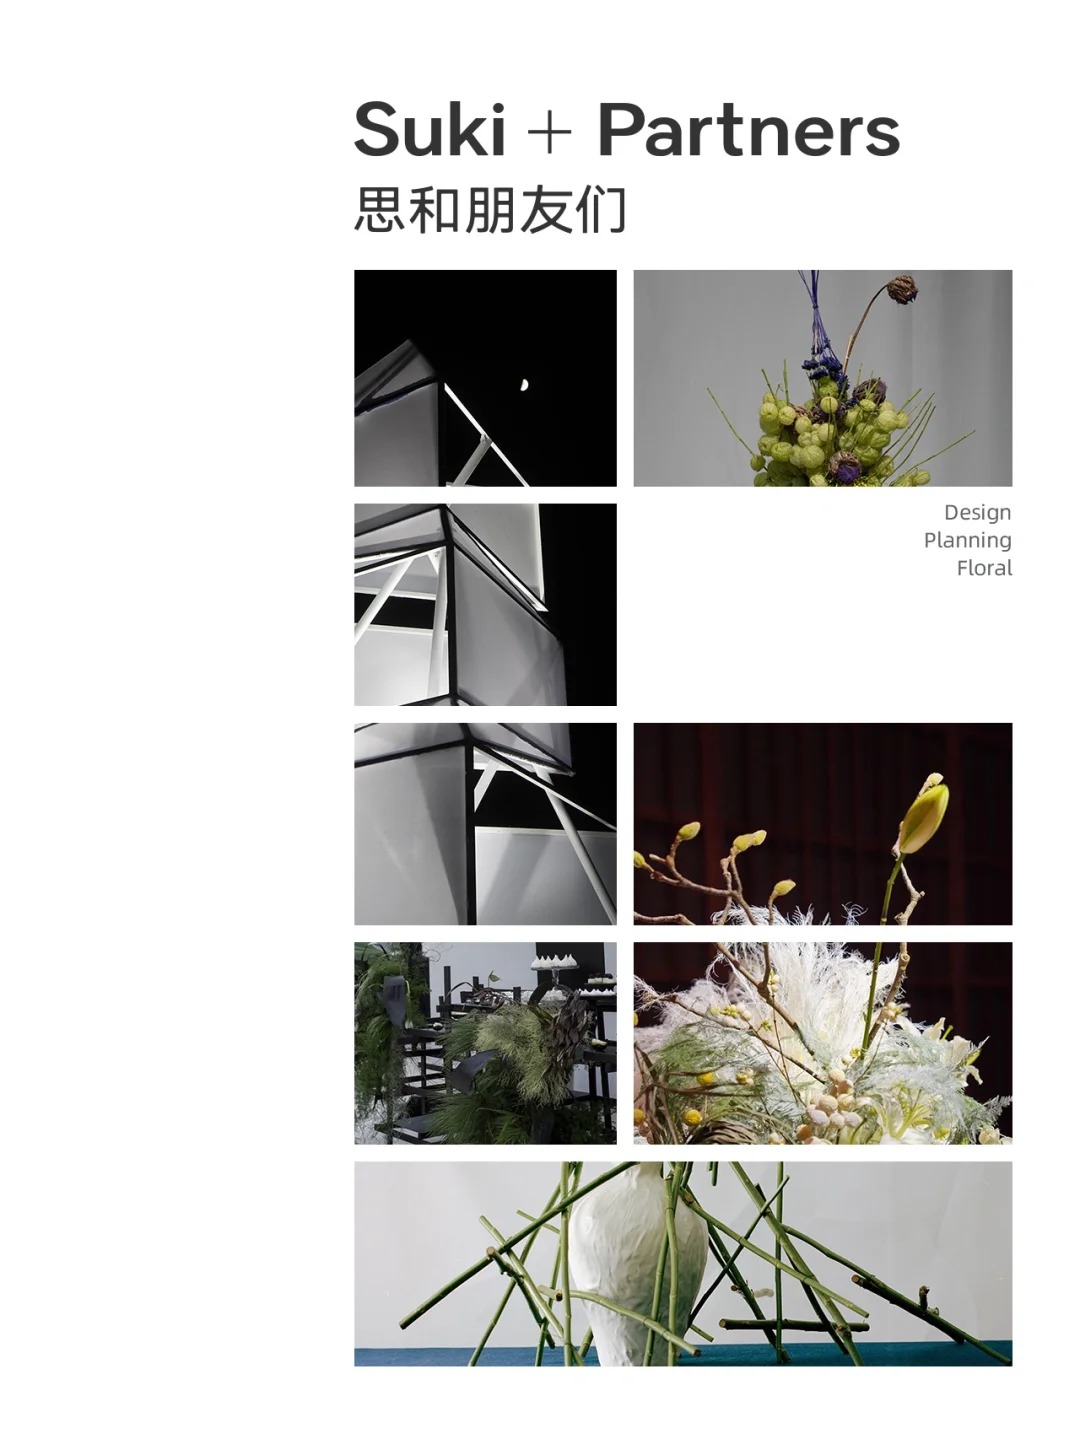 Suki + Partners
思和朋友们
Design
Planning
Floral